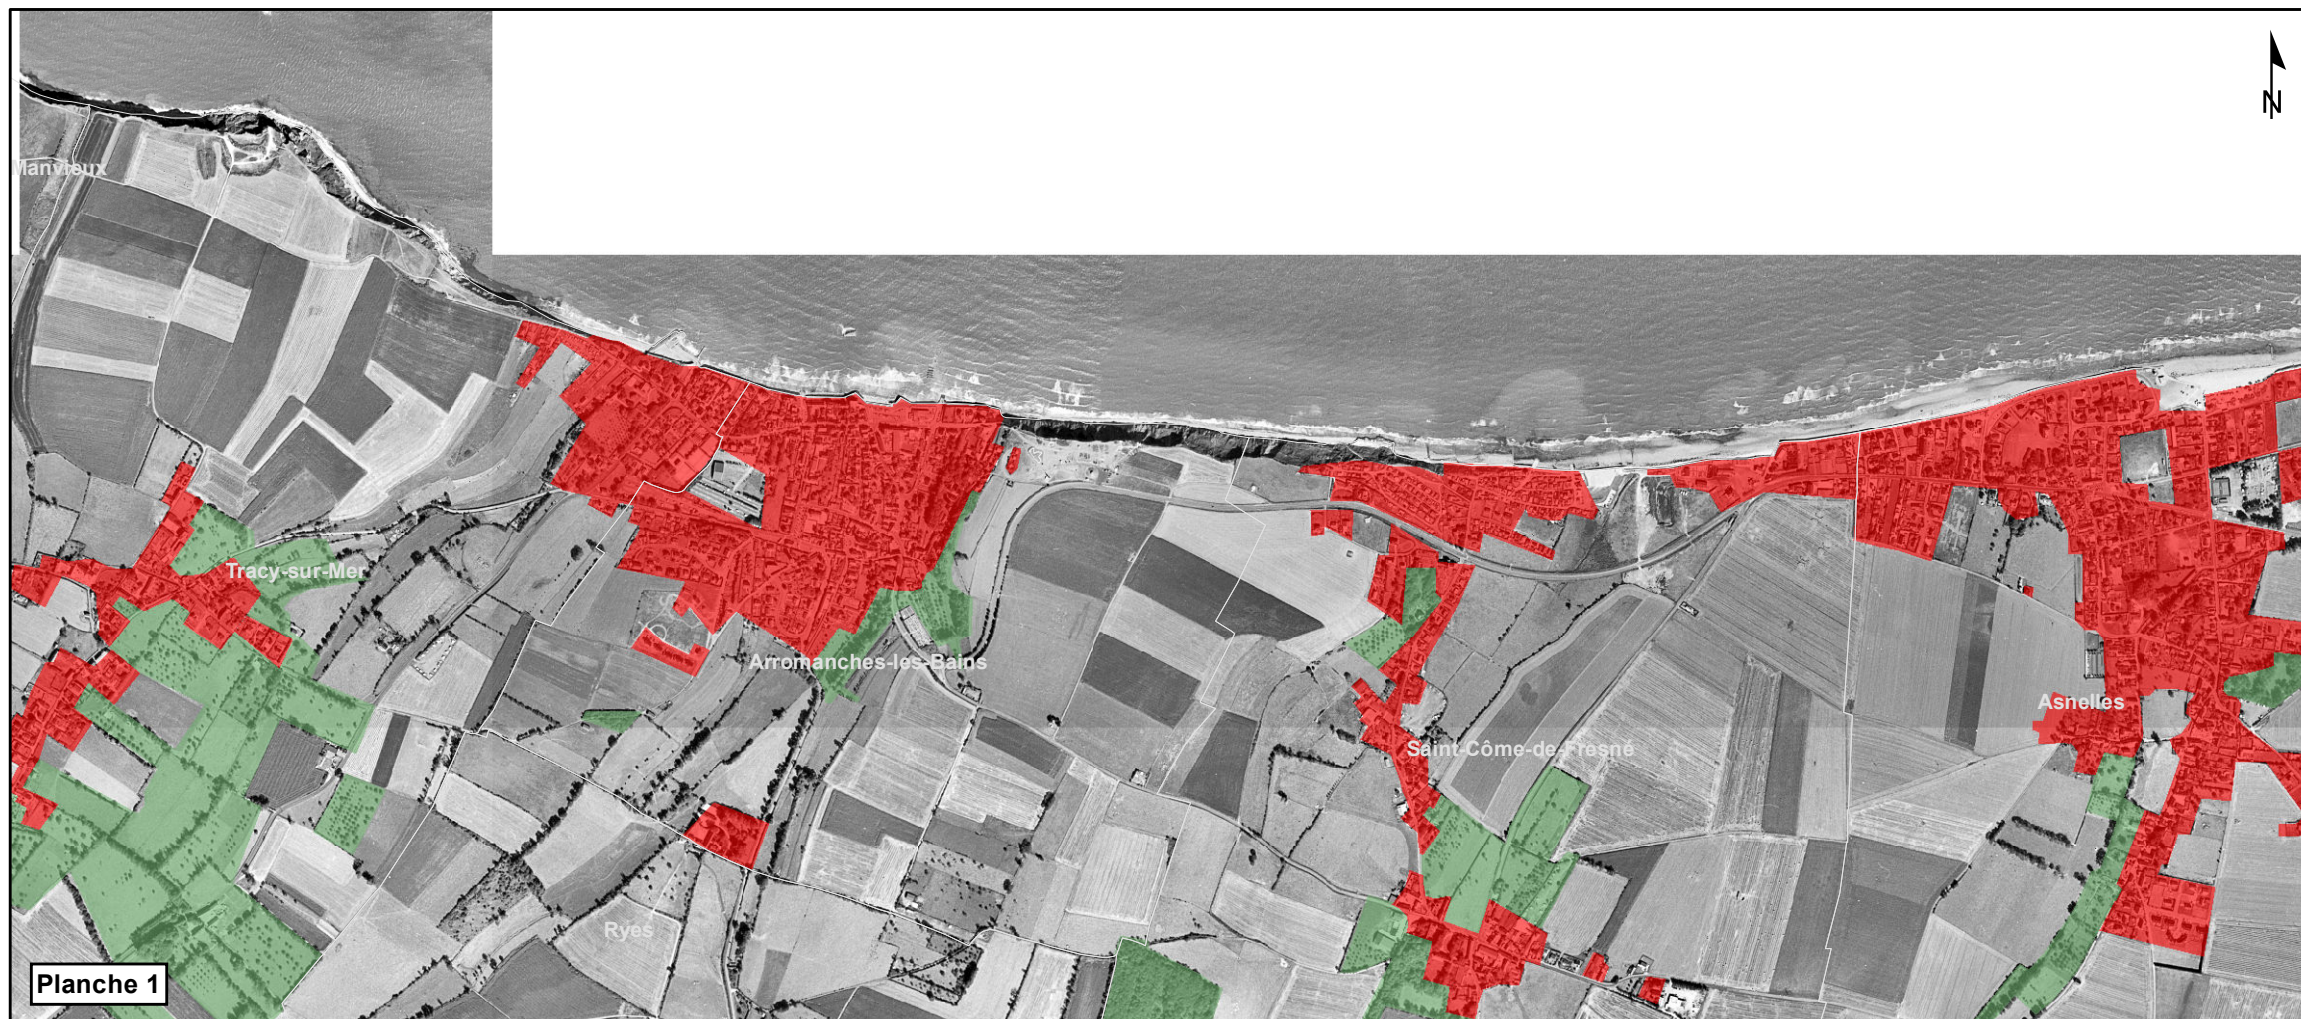 N
Manvieux
Tracy-sur-Mer
Arromanches-les-Bains
Asnelles
Saint-Côme-de-Fresné
Ryes
Planche 1